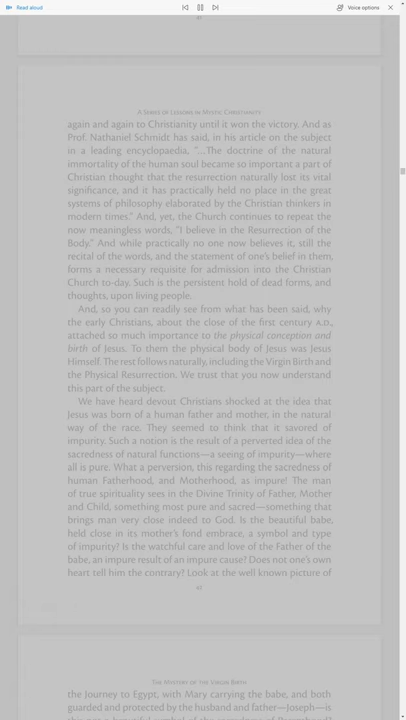 Read aloud
Voice options
39
A Series of Lessons in Mystic Christianity
again and again to Christianity until it won the victory. And as
Prof. Nathaniel Schmidt has said, in his article on the subject
in a leading encyclopaedia, “…The doctrine of the natural
immortality of the human soul became so important a part of
Christian thought that the resurrection naturally lost its vital
significance, and it has practically held no place in the great
systems of philosophy elaborated by the Christian thinkers in
modern times.” And, yet, the Church continues to repeat the
now meaningless words, “I believe in the Resurrection of the
Body.” And while practically no one now believes it, still the
recital of the words, and the statement of one’s belief in them,
forms a necessary requisite for admission into the Christian
Church to-day. Such is the persistent hold of dead forms, and
thoughts, upon living people.
And, so you can readily see from what has been said, why
the early Christians, about the close of the first century A.D.,
attached so much importance to the physical conception and
birth of Jesus. To them the physical body of Jesus was Jesus
Himself. The rest follows naturally, including the Virgin Birth and
the Physical Resurrection. We trust that you now understand
this part of the subject.
We have heard devout Christians shocked at the idea that
Jesus was born of a human father and mother, in the natural
way of the race. They seemed to think that it savored of
impurity. Such a notion is the result of a perverted idea of the
sacredness of natural functions—a seeing of impurity—where
all is pure. What a perversion, this regarding the sacredness of
human Fatherhood, and Motherhood, as impure! The man
of true spirituality sees in the Divine Trinity of Father, Mother
and Child, something most pure and sacred—something that
brings man very close indeed to God. Is the beautiful babe,
held close in its mother’s fond embrace, a symbol and type
of impurity? Is the watchful care and love of the Father of the
babe, an impure result of an impure cause? Does not one’s own
heart tell him the contrary? Look at the well known picture of
40
The Mystery of the Virgin Birth
the Journey to Egypt, with Mary carrying the babe, and both
guarded and protected by the husband and father—Joseph—is